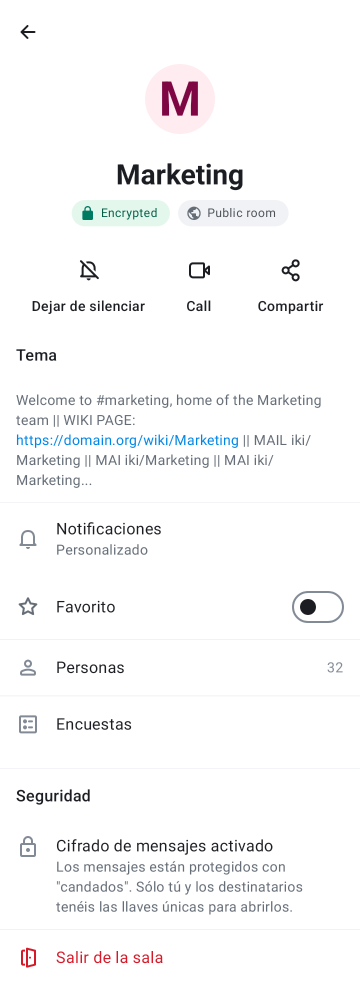 M
Marketing
Encrypted
Public room
Dejar de silenciar
Call
Compartir
Tema
Welcome to #marketing, home of the Marketing
team || WIKI PAGE:
https://domain.org/wiki/Marketing || MAIL iki/
Marketing || MAI iki/Marketing || MAI iki/
Marketing...
Notificaciones
Personalizado
Favorito
Personas 32
Encuestas
Seguridad
Cifrado de mensajes activado
Los mensajes están protegidos con
"candados". Sólo tú y los destinatarios
tenéis las llaves únicas para abrirlos.
Salir de la sala